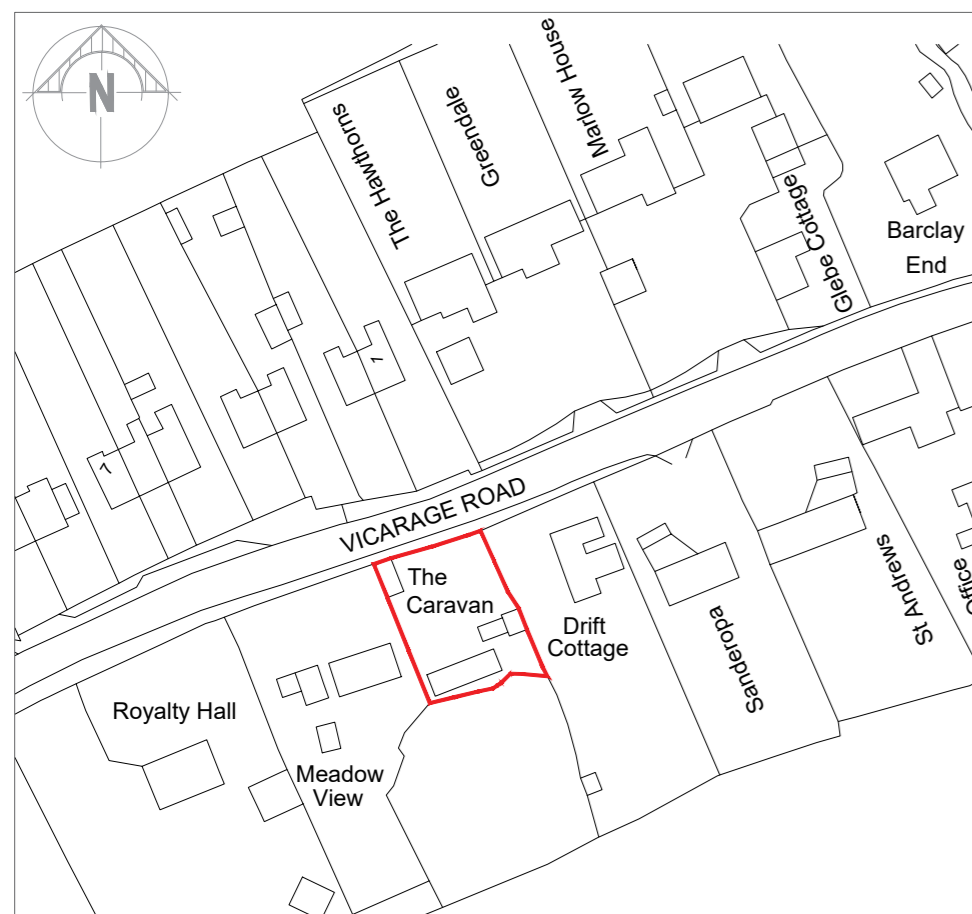 N
The Hawthorns
Greendale
Marlow House
Glebe Cottage
Barclay
End
7
1
VICARAGE ROAD
The
Caravan
Drift
Cottage
Sanderopa
St Andrews
Office
Royalty Hall
Meadow
View